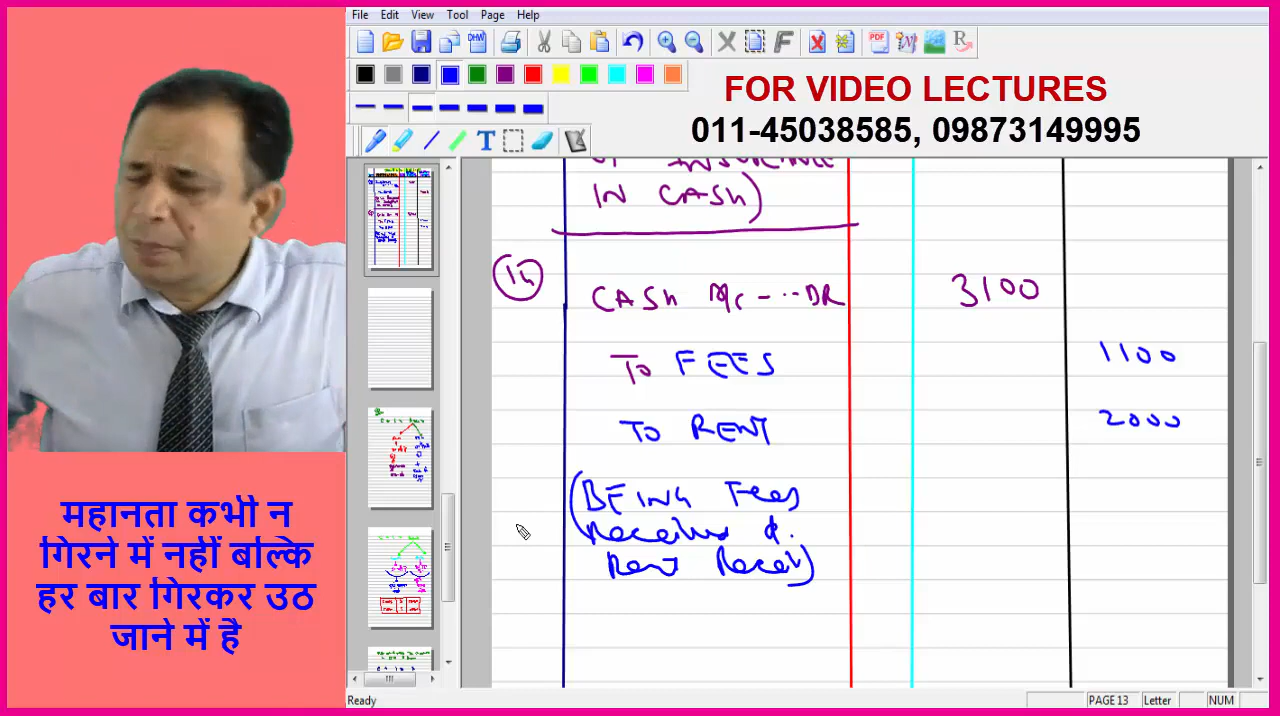 File Edit View Tool Page Help
FOR VIDEO LECTURES
011-45038585, 09873149995
IN CASH)
14
CASH A/c - ... DR 3100
TO FEES 1100
TO RENT 2000
(BEING Fees
Received &
Rent Receiv)
महानता कभी न
गिरने में नहीं बल्कि
हर बार गिरकर उठ
जाने में है
Ready PAGE 13 Letter NUM